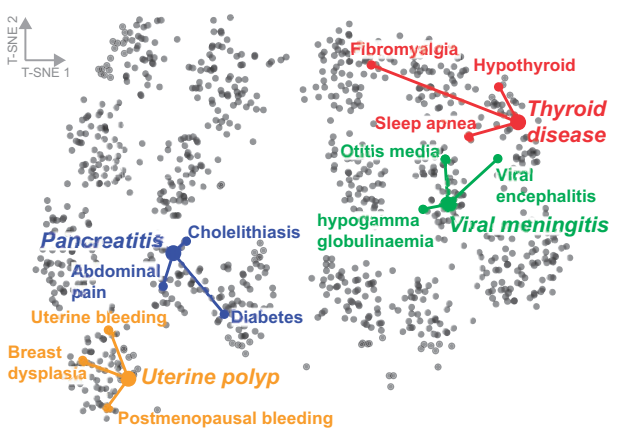 T-SNE 2
T-SNE 1
Fibromyalgia
Hypothyroid
Thyroid
disease
Sleep apnea
Otitis media
Viral
encephalitis
hypogamma
globulinaemia
Viral meningitis
Pancreatitis
Cholelithiasis
Abdominal
pain
Diabetes
Uterine bleeding
Breast
dysplasia
Uterine polyp
Postmenopausal bleeding